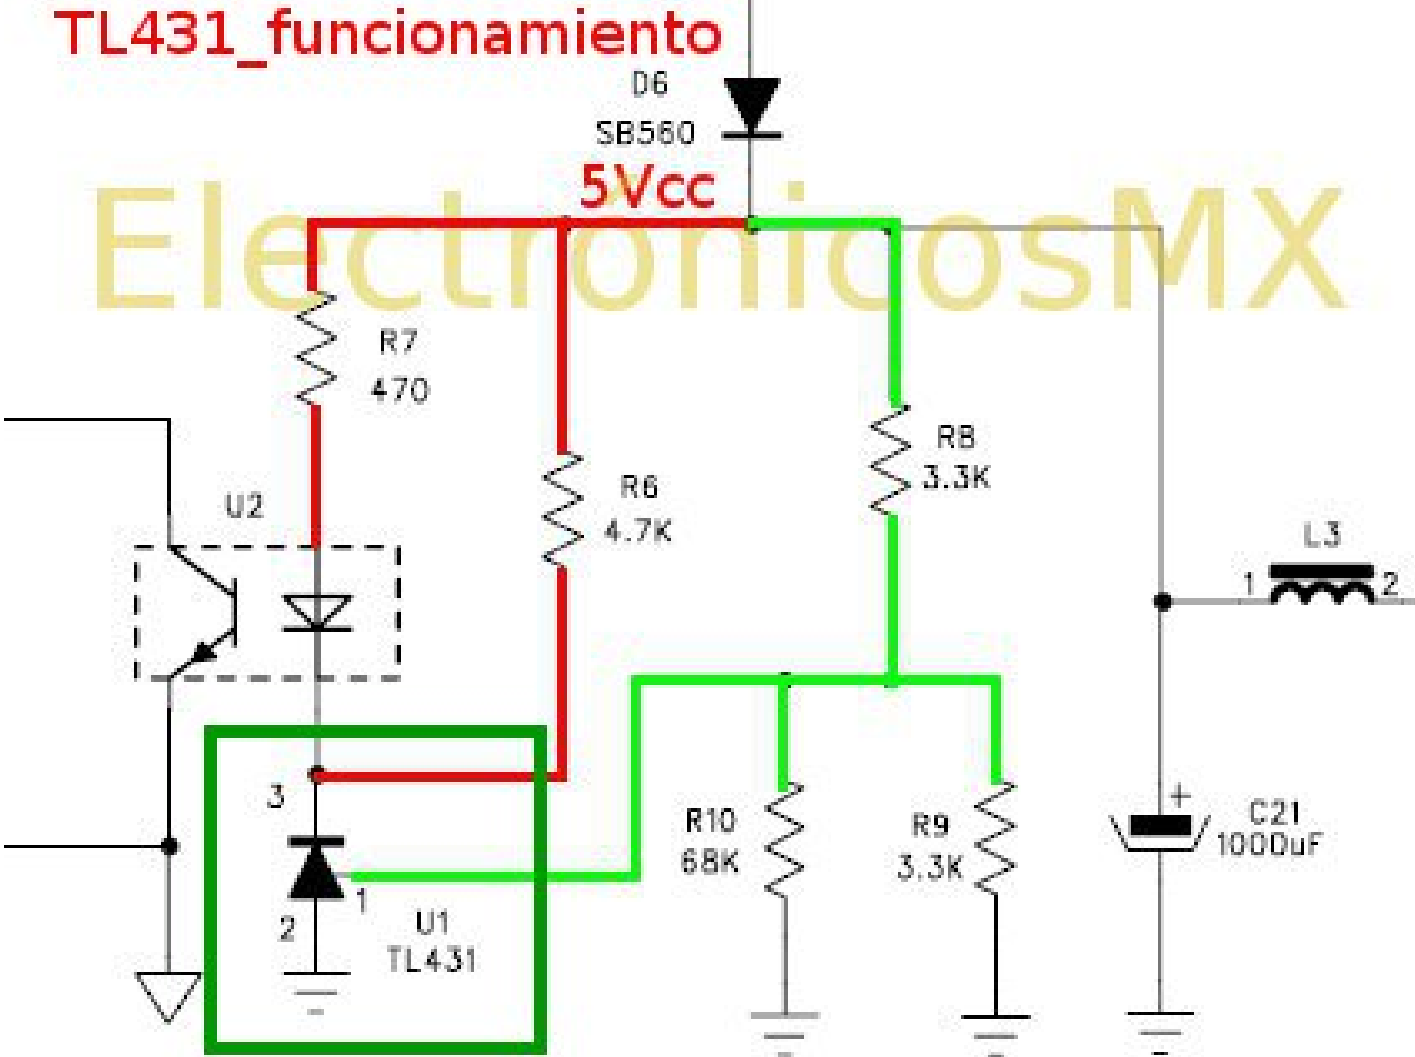 TL431_funcionamiento
D6
SB560
5Vcc
ElectronicosMX
R7
470
R8
3.3K
U2
R6
4.7K
L3
1
2
3
R10
68K
R9
3.3K
+
C21
1000uF
1
2
U1
TL431